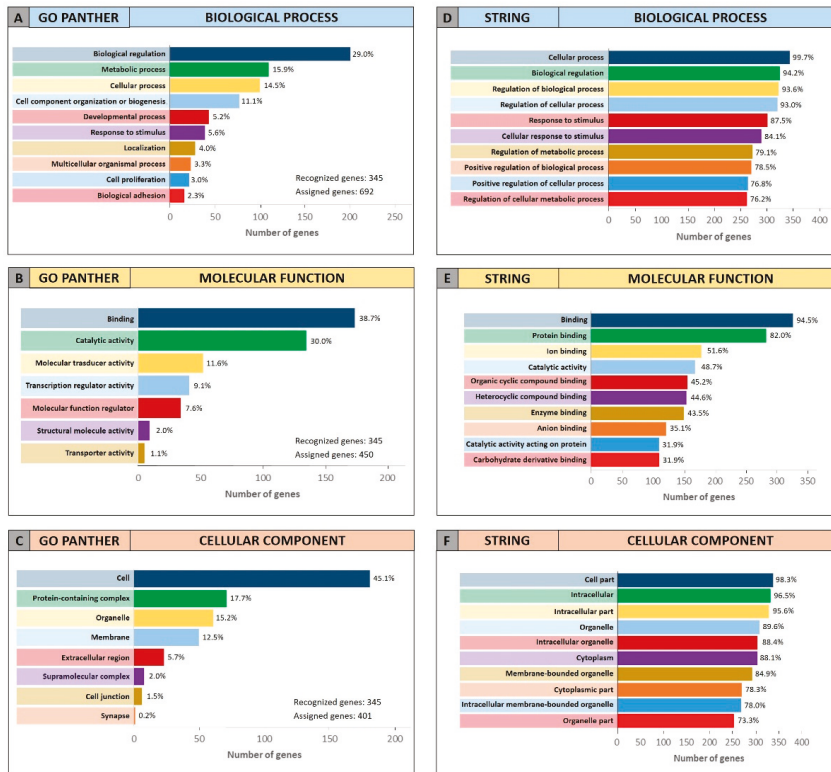 A GO PANTHER BIOLOGICAL PROCESS
Biological regulation 29.0%
Metabolic process 15.9%
Cellular process 14.5%
Cell component organization or biogenesis 11.1%
Developmental process 5.2%
Response to stimulus 5.6%
Localization 4.0%
Multicellular organismal process 3.3%
Cell proliferation 3.0%
Biological adhesion 2.3%
Recognized genes: 345
Assigned genes: 692
0 50 100 150 200 250
Number of genes
B GO PANTHER MOLECULAR FUNCTION
Binding 38.7%
Catalytic activity 30.0%
Molecular trasducer activity 11.6%
Transcription regulator activity 9.1%
Molecular function regulator 7.6%
Structural molecule activity 2.0%
Transporter activity 1.1%
Recognized genes: 345
Assigned genes: 450
0 50 100 150 200
Number of genes
C GO PANTHER CELLULAR COMPONENT
Cell 45.1%
Protein-containing complex 17.7%
Organelle 15.2%
Membrane 12.5%
Extracellular region 5.7%
Supramolecular complex 2.0%
Cell junction 1.5%
Synapse 0.2%
Recognized genes: 345
Assigned genes: 401
0 50 100 150 200
Number of genes
D STRING BIOLOGICAL PROCESS
Cellular process 99.7%
Biological regulation 94.2%
Regulation of biological process 93.6%
Regulation of cellular process 93.0%
Response to stimulus 87.5%
Cellular response to stimulus 84.1%
Regulation of metabolic process 79.1%
Positive regulation of biological process 78.5%
Positive regulation of cellular process 76.8%
Regulation of cellular metabolic process 76.2%
0 50 100 150 200 250 300 350 400
Number of genes
E STRING MOLECULAR FUNCTION
Binding 94.5%
Protein binding 82.0%
Ion binding 51.6%
Catalytic activity 48.7%
Organic cyclic compound binding 45.2%
Heterocyclic compound binding 44.6%
Enzyme binding 43.5%
Anion binding 35.1%
Catalytic activity acting on protein 31.9%
Carbohydrate derivative binding 31.9%
0 50 100 150 200 250 300 350
Number of genes
F STRING CELLULAR COMPONENT
Cell part 98.3%
Intracellular 96.5%
Intracellular part 95.6%
Organelle 89.6%
Intracellular organelle 88.4%
Cytoplasm 88.1%
Membrane-bounded organelle 84.9%
Cytoplasmic part 78.3%
Intracellular membrane-bounded organelle 78.0%
Organelle part 73.3%
0 50 100 150 200 250 300 350 400
Number of genes